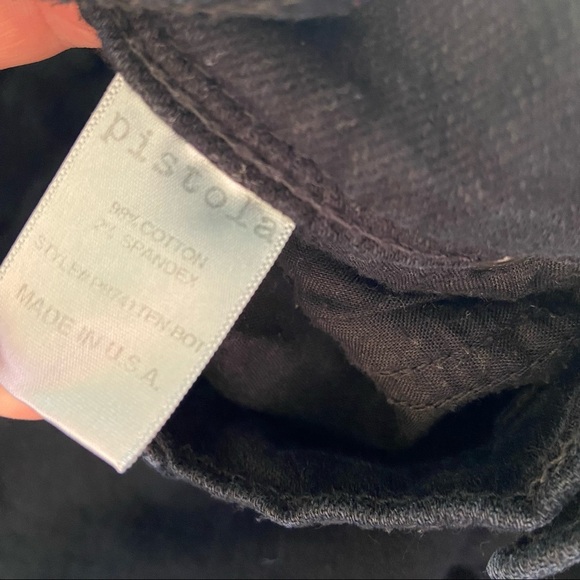 pistola
98% COTTON
2% SPANDEX
MADE IN U.S.A.